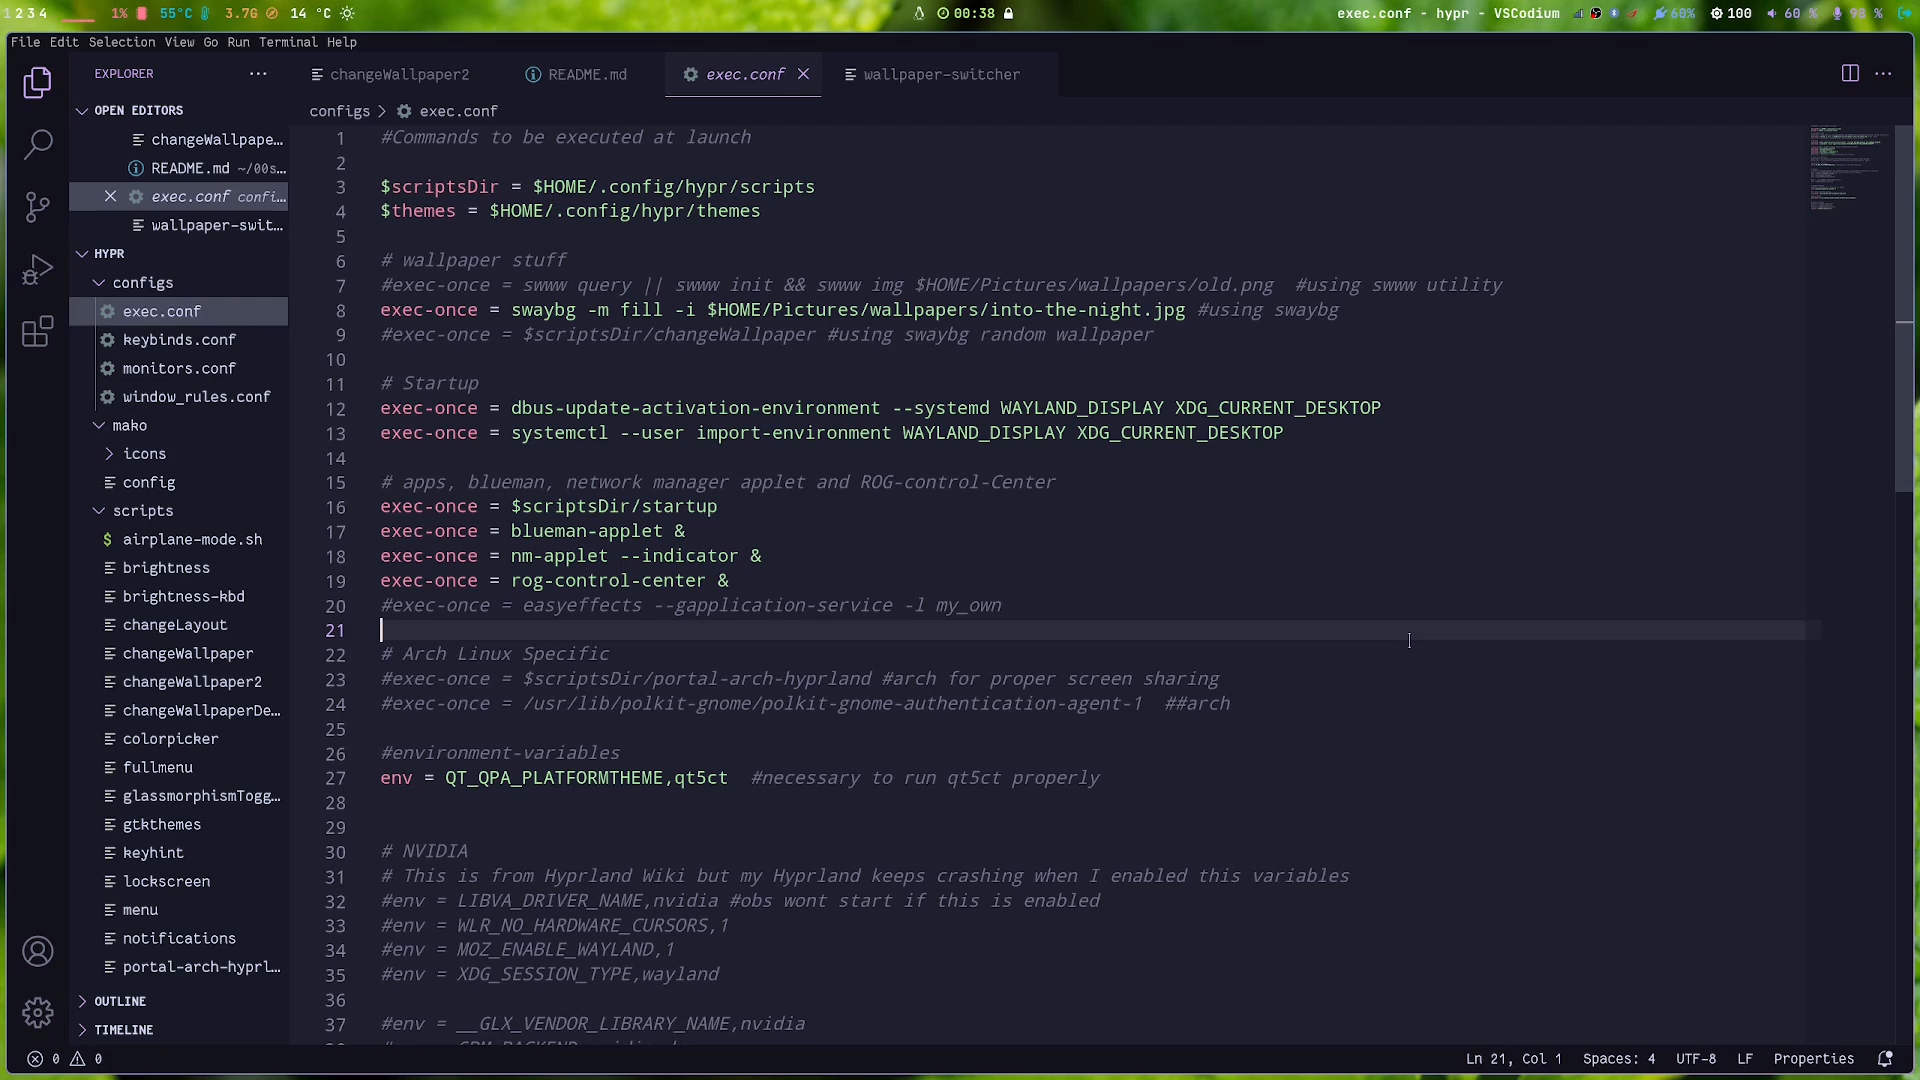 1 2 3 4 1% 55°C 3.7G 14 °C 00:38 exec.conf - hypr - VSCodium 60% 100 60 % 98 %
File Edit Selection View Go Run Terminal Help
EXPLORER ···
changeWallpaper2 README.md exec.conf wallpaper-switcher ···
OPEN EDITORS
changeWallpape...
README.md ~/00s...
exec.conf confi...
wallpaper-swit...
HYPR
configs
exec.conf
keybinds.conf
monitors.conf
window_rules.conf
mako
icons
config
scripts
$ airplane-mode.sh
brightness
brightness-kbd
changeLayout
changeWallpaper
changeWallpaper2
changeWallpaperDe...
colorpicker
fullmenu
glassmorphismTogg...
gtkthemes
keyhint
lockscreen
menu
notifications
portal-arch-hyprl...
OUTLINE
TIMELINE
configs > exec.conf
1 #Commands to be executed at launch
2
3 $scriptsDir = $HOME/.config/hypr/scripts
4 $themes = $HOME/.config/hypr/themes
5
6 # wallpaper stuff
7 #exec-once = swww query || swww init && swww img $HOME/Pictures/wallpapers/old.png  #using swww utility
8 exec-once = swaybg -m fill -i $HOME/Pictures/wallpapers/into-the-night.jpg #using swaybg
9 #exec-once = $scriptsDir/changeWallpaper #using swaybg random wallpaper
10
11 # Startup
12 exec-once = dbus-update-activation-environment --systemd WAYLAND_DISPLAY XDG_CURRENT_DESKTOP
13 exec-once = systemctl --user import-environment WAYLAND_DISPLAY XDG_CURRENT_DESKTOP
14
15 # apps, blueman, network manager applet and ROG-control-Center
16 exec-once = $scriptsDir/startup
17 exec-once = blueman-applet &
18 exec-once = nm-applet --indicator &
19 exec-once = rog-control-center &
20 #exec-once = easyeffects --gapplication-service -l my_own
21
22 # Arch Linux Specific
23 #exec-once = $scriptsDir/portal-arch-hyprland #arch for proper screen sharing
24 #exec-once = /usr/lib/polkit-gnome/polkit-gnome-authentication-agent-1  ##arch
25
26 #environment-variables
27 env = QT_QPA_PLATFORMTHEME,qt5ct  #necessary to run qt5ct properly
28
29
30 # NVIDIA
31 # This is from Hyprland Wiki but my Hyprland keeps crashing when I enabled this variables
32 #env = LIBVA_DRIVER_NAME,nvidia #obs wont start if this is enabled
33 #env = WLR_NO_HARDWARE_CURSORS,1
34 #env = MOZ_ENABLE_WAYLAND,1
35 #env = XDG_SESSION_TYPE,wayland
36
37 #env = __GLX_VENDOR_LIBRARY_NAME,nvidia
0 0 Ln 21, Col 1 Spaces: 4 UTF-8 LF Properties